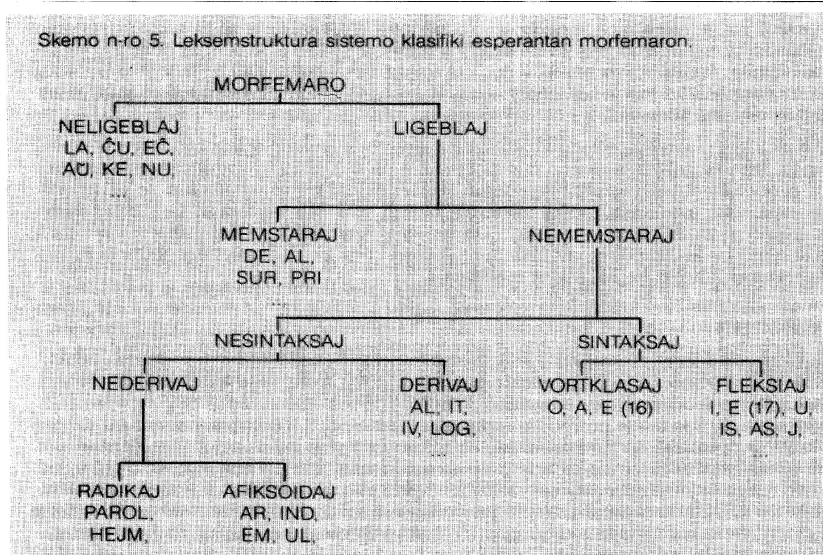 Skemo n-ro 5. Leksemstruktura sistemo klasifiki esperantan morfemaron.
MORFEMARO
NELIGEBLAJ
LA, ĈU, EĈ,
AŬ, KE, NU
...
LIGEBLAJ
MEMSTARAJ
DE, AL,
SUR, PRI
...
NEMEMSTARAJ
NESINTAKSAJ
SINTAKSAJ
NEDERIVAJ
DERIVAJ
AL, IT,
IV, LOG,
...
VORTKLASAJ
O, A, E (16)
FLEKSIAJ
I, E (17), U,
IS, AS, J,
...
RADIKAJ
PAROL,
HEJM,
AFIKSOIDAJ
AR, IND,
EM, UL,